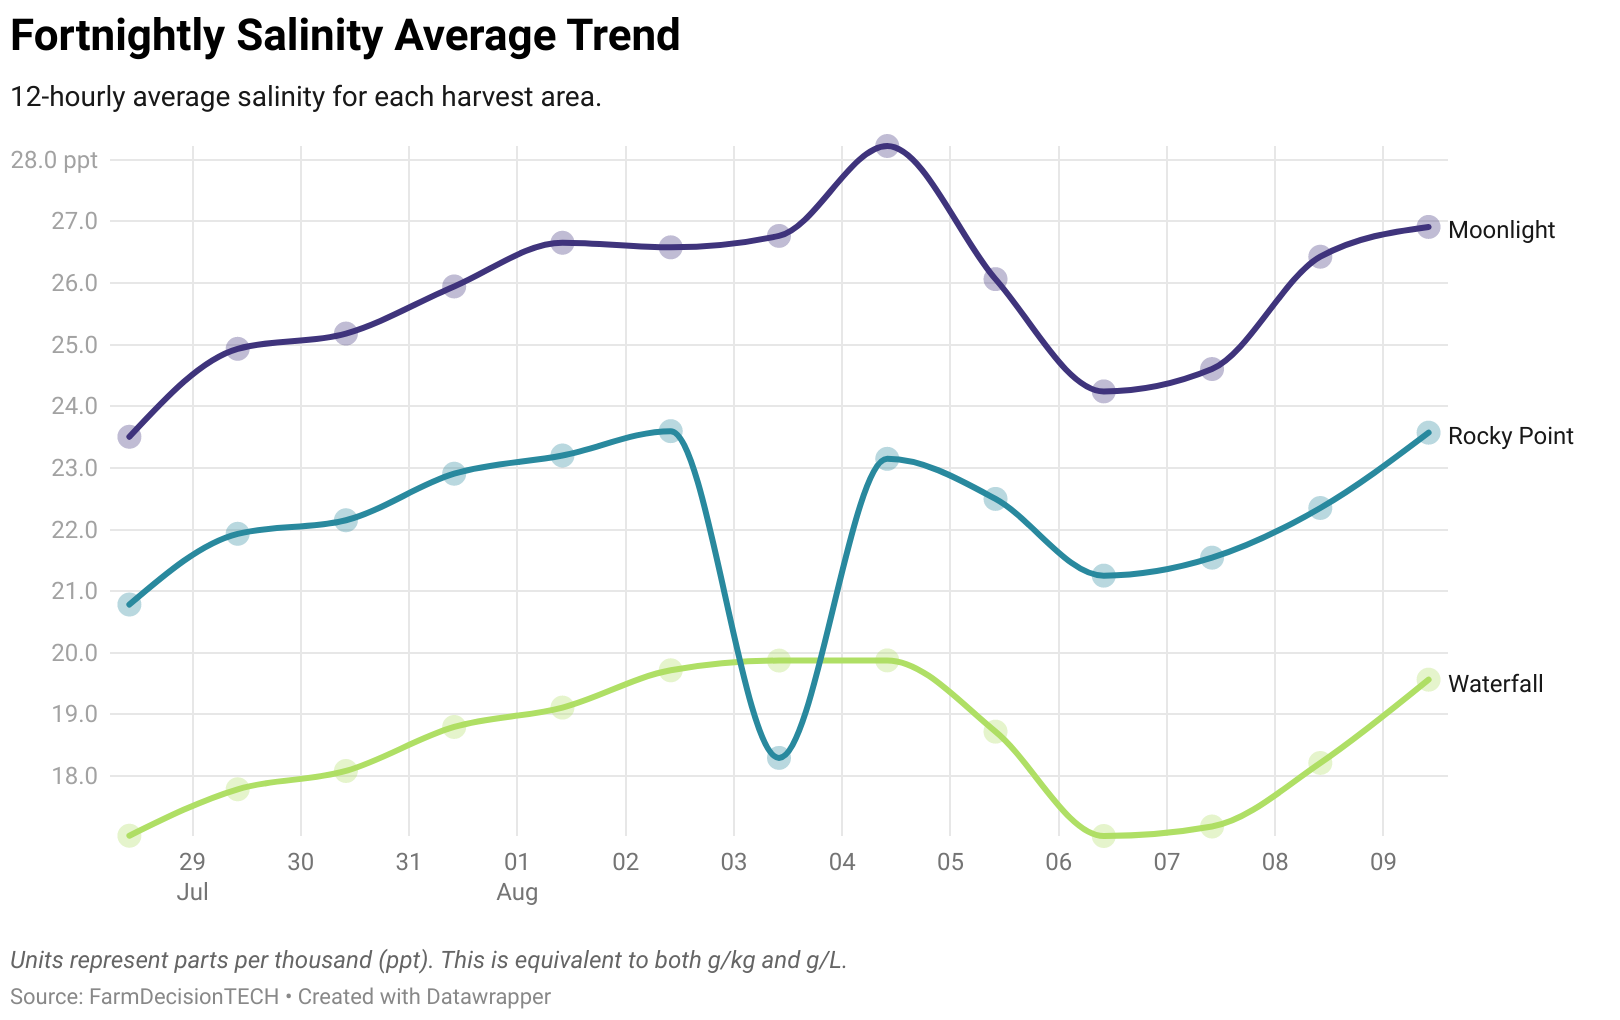 Fortnightly Salinity Average Trend
12-hourly average salinity for each harvest area.
28.0 ppt
27.0
26.0
25.0
24.0
23.0
22.0
21.0
20.0
19.0
18.0
Moonlight
Rocky Point
Waterfall
29 30 31 01 02 03 04 05 06 07 08 09
Jul Aug
Units represent parts per thousand (ppt). This is equivalent to both g/kg and g/L.
Source: FarmDecisionTECH • Created with Datawrapper